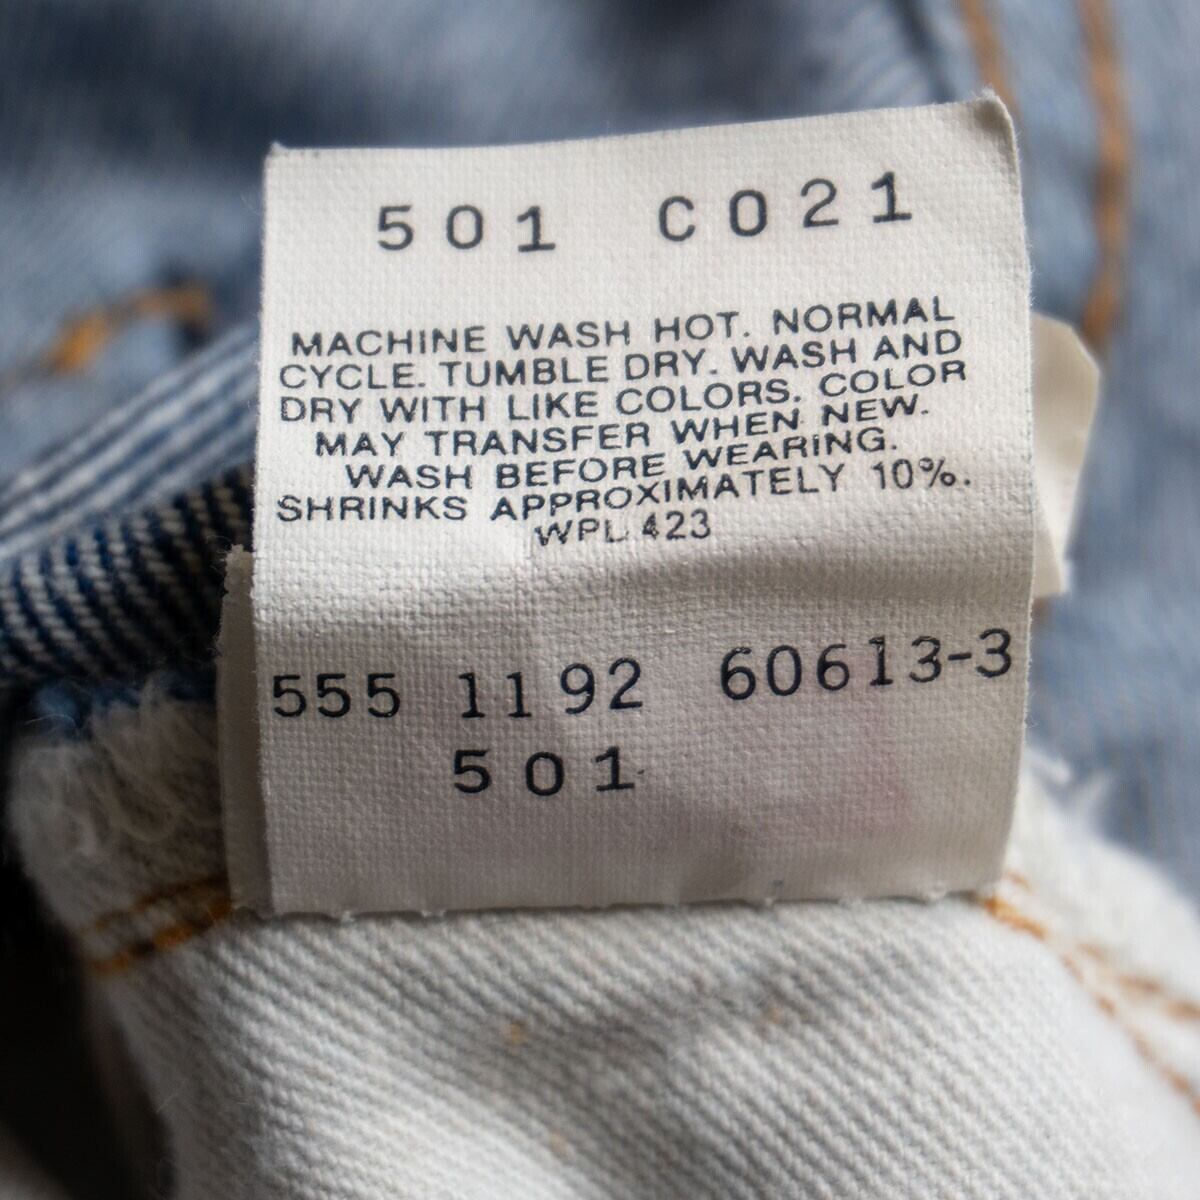 501 C021
MACHINE WASH HOT. NORMAL
CYCLE. TUMBLE DRY. WASH AND
DRY WITH LIKE COLORS. COLOR
MAY TRANSFER WHEN NEW.
WASH BEFORE WEARING.
SHRINKS APPROXIMATELY 10%.
WPL 423
555 1192 60613-3
501